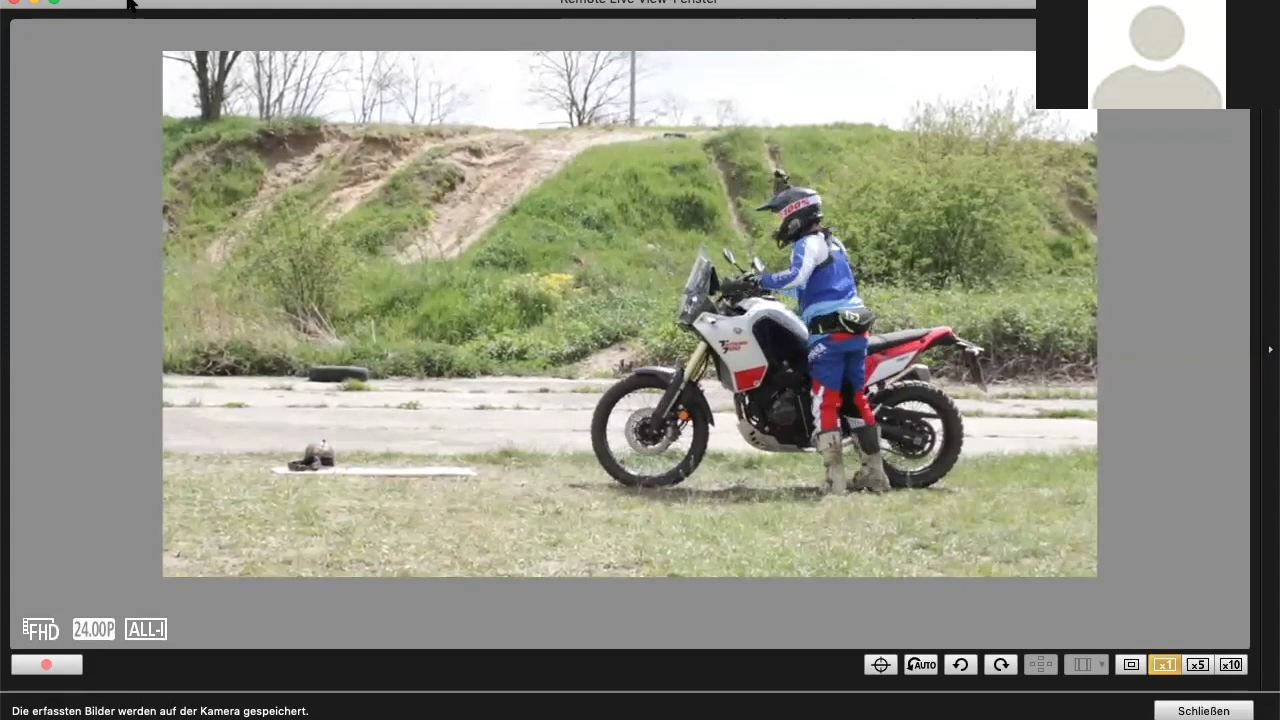 Remote Live View-Fenster
100%
700
FHD
24.00P
ALL-I
AUTO
x1
x5
x10
Die erfassten Bilder werden auf der Kamera gespeichert.
Schließen